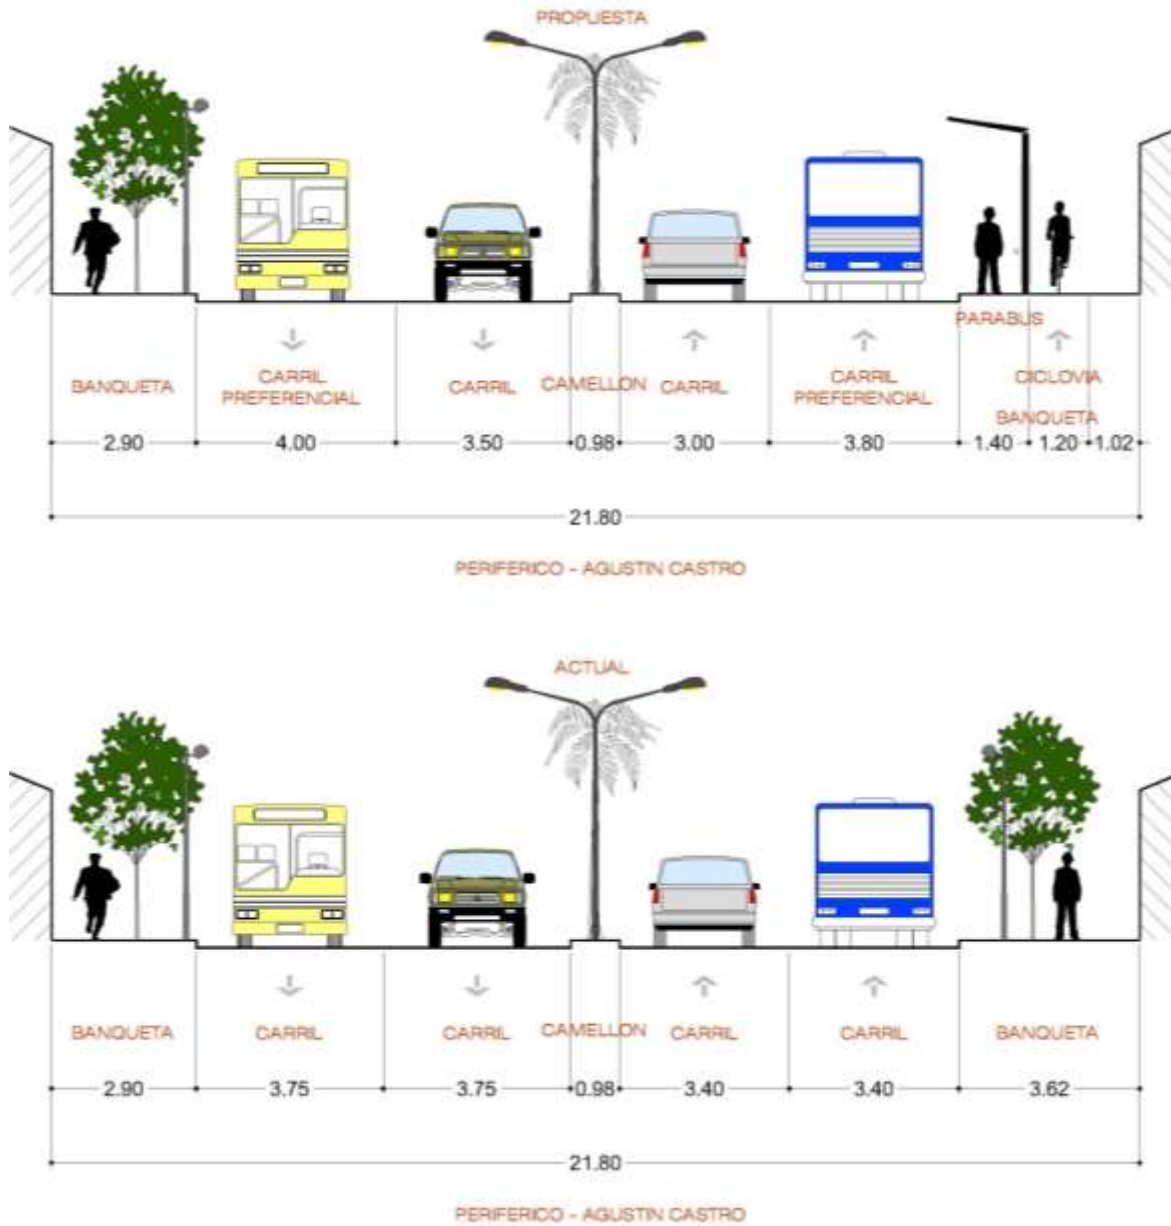 PROPUESTA
PARABUS
BANQUETA
CARRIL
PREFERENCIAL
CARRIL
CAMELLON
CARRIL
CARRIL
PREFERENCIAL
CICLOVIA
BANQUETA
2.90
4.00
3.50
0.98
3.00
3.80
1.40
1.20
1.02
21.80
PERIFERICO - AGUSTIN CASTRO
ACTUAL
BANQUETA
CARRIL
CARRIL
CAMELLON
CARRIL
CARRIL
BANQUETA
2.90
3.75
3.75
0.98
3.40
3.40
3.62
21.80
PERIFERICO - AGUSTIN CASTRO